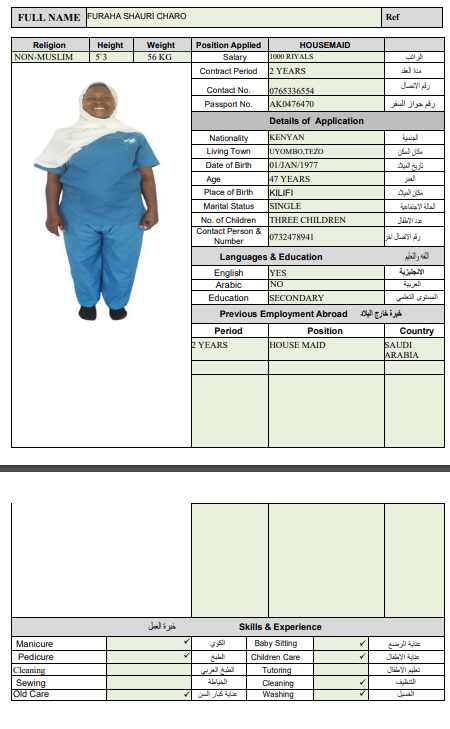 FULL NAME FURAHA SHAURI CHARO Ref
Religion Height Weight Position Applied HOUSEMAID
NON-MUSLIM 5`3 56 KG Salary 1000 RIYALS الراتب
Contract Period 2 YEARS مدة العقد
Contact No. 0765336554 رقم الاتصال
Passport No. AK0476470 رقم جواز السفر
Details of Application
Nationality KENYAN الجنسية
Living Town UYOMBO,TEZO مكان السكن
Date of Birth 01/JAN/1977 تاريخ الميلاد
Age 47 YEARS العمر
Place of Birth KILIFI مكان الميلاد
Marital Status SINGLE الحالة الاجتماعية
No. of Children THREE CHILDREN عدد الاطفال
Contact Person &
Number 0732478941 رقم الاتصال اخر
Languages & Education اللغه والتعليم
English YES الانجليزية
Arabic NO العربية
Education SECONDARY المستوى التعلمي
Previous Employment Abroad خبرة خارج البلاد
Period Position Country
2 YEARS HOUSE MAID SAUDI
ARABIA
خبرة العمل Skills & Experience
Manicure ✓ الكوي Baby Sitting ✓ عناية الرضع
Pedicure ✓ الطبخ Children Care ✓ عناية الاطفال
Cleaning الطبخ العربي Tutoring تعليم الاطفال
Sewing الخياطة Cleaning ✓ التنظيف
Old Care ✓ عناية كبار السن Washing ✓ الغسيل